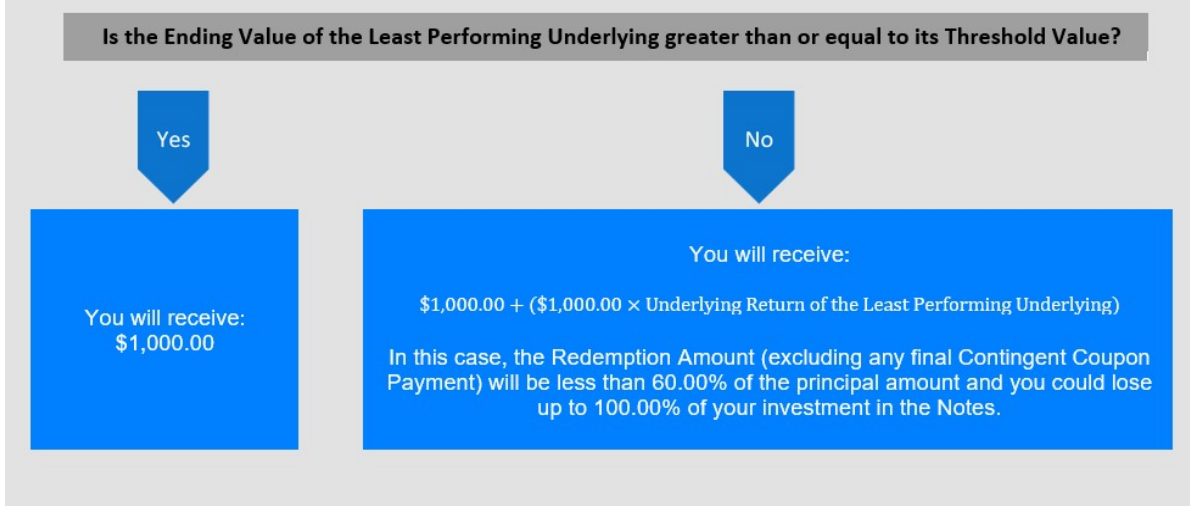 Is the Ending Value of the Least Performing Underlying greater than or equal to its Threshold Value?
Yes
No
You will receive:
$1,000.00
You will receive:
$1,000.00 + ($1,000.00 × Underlying Return of the Least Performing Underlying)
In this case, the Redemption Amount (excluding any final Contingent Coupon
Payment) will be less than 60.00% of the principal amount and you could lose
up to 100.00% of your investment in the Notes.